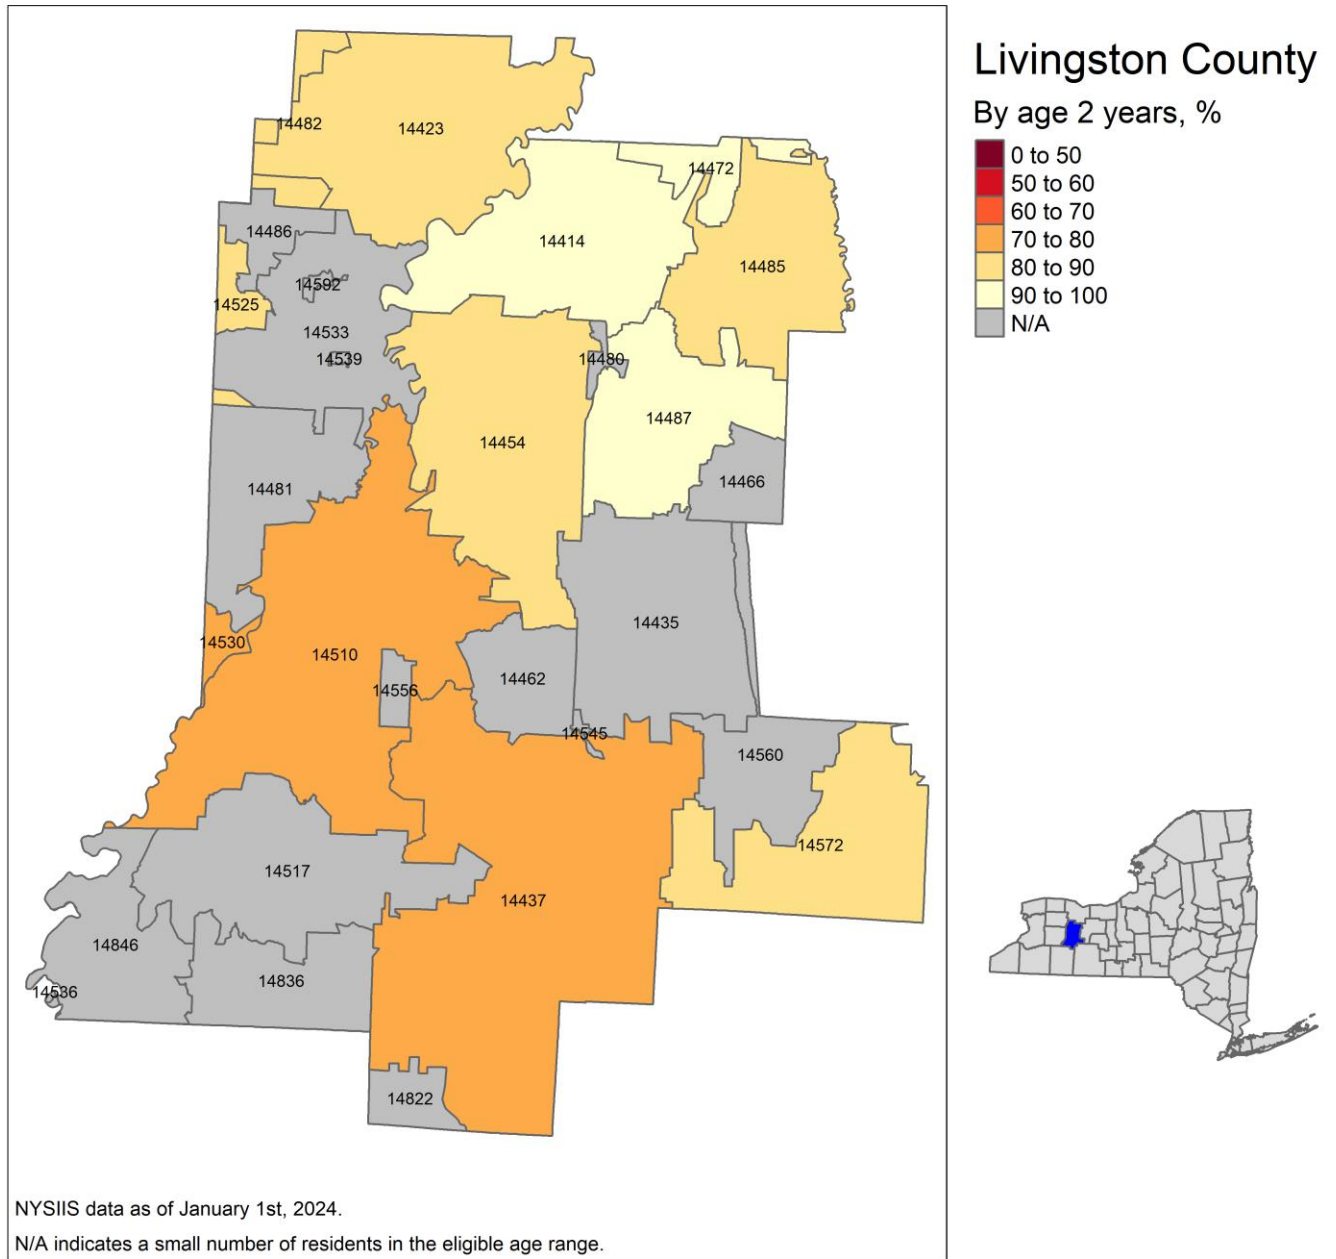 Livingston County
By age 2 years, %
0 to 50
50 to 60
60 to 70
70 to 80
80 to 90
90 to 100
N/A
14482
14423
14472
14486
14414
14485
14592
14525
14533
14539
14480
14487
14454
14466
14481
14435
14530
14510
14462
14556
14545
14560
14572
14517
14437
14846
14836
14536
14822
NYSIIS data as of January 1st, 2024.
N/A indicates a small number of residents in the eligible age range.